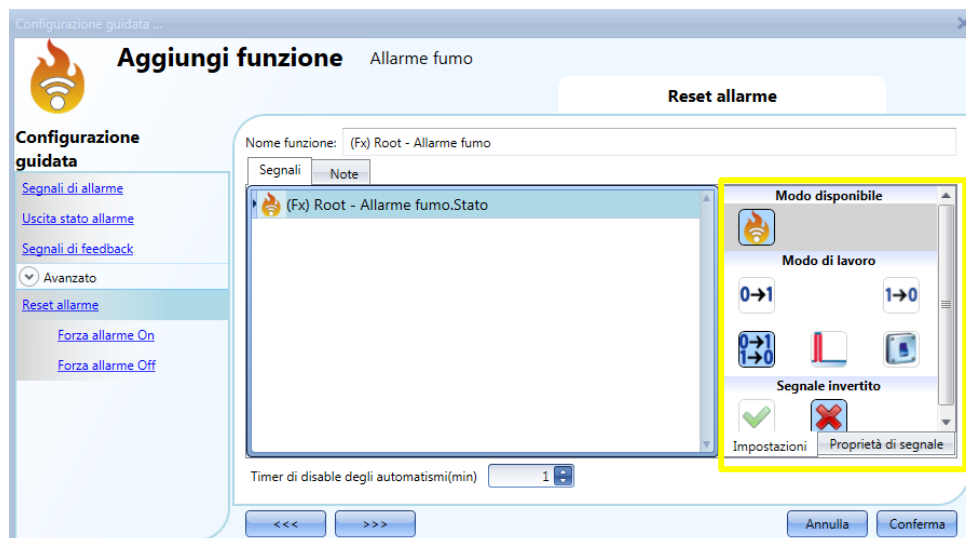 Configurazione guidata ...
Aggiungi funzione Allarme fumo
Reset allarme
Configurazione
guidata
Segnali di allarme
Uscita stato allarme
Segnali di feedback
Avanzato
Reset allarme
Forza allarme On
Forza allarme Off
Nome funzione: (Fx) Root - Allarme fumo
Segnali Note
(Fx) Root - Allarme fumo.Stato
Modo disponibile
Modo di lavoro
0→1 1→0
0→1
1→0
Segnale invertito
Impostazioni Proprietà di segnale
Timer di disable degli automatismi(min) 1
<<< >>> Annulla Conferma